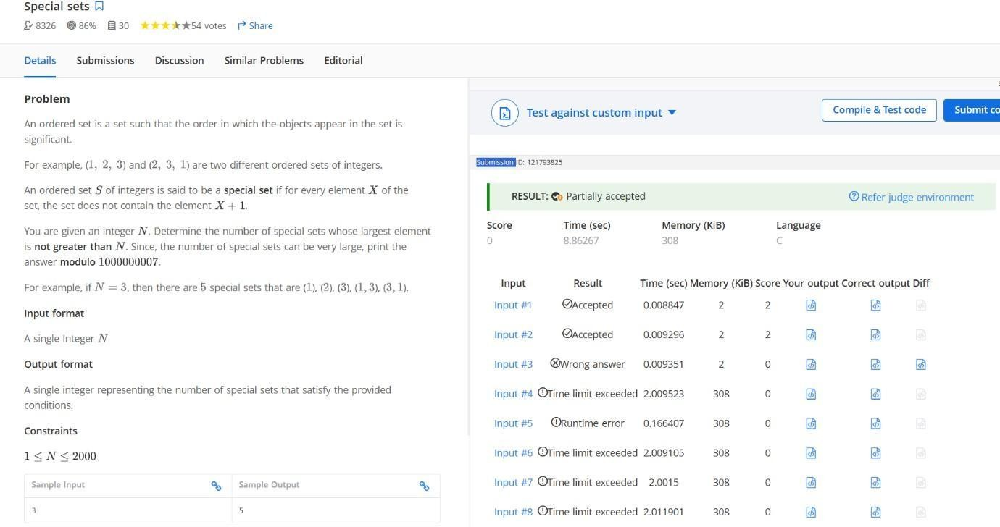 Special sets
8326 86% 30 54 votes Share
Details Submissions Discussion Similar Problems Editorial
Problem
An ordered set is a set such that the order in which the objects appear in the set is
significant.
For example, (1, 2, 3) and (2, 3, 1) are two different ordered sets of integers.
An ordered set S of integers is said to be a special set if for every element X of the
set, the set does not contain the element X + 1.
You are given an integer N. Determine the number of special sets whose largest element
is not greater than N. Since, the number of special sets can be very large, print the
answer modulo 1000000007.
For example, if N = 3, then there are 5 special sets that are (1), (2), (3), (1, 3), (3, 1).
Input format
A single Integer N
Output format
A single integer representing the number of special sets that satisfy the provided
conditions.
Constraints
1 ≤ N ≤ 2000
Sample Input Sample Output
3 5
Test against custom input Compile & Test code Submit co
Submission ID: 121793825
RESULT: Partially accepted Refer judge environment
Score Time (sec) Memory (KiB) Language
0 8.86267 308 C
Input Result Time (sec) Memory (KiB) Score Your output Correct output Diff
Input #1 Accepted 0.008847 2 2
Input #2 Accepted 0.009296 2 2
Input #3 Wrong answer 0.009351 2 0
Input #4 Time limit exceeded 2.009523 308 0
Input #5 Runtime error 0.166407 308 0
Input #6 Time limit exceeded 2.009105 308 0
Input #7 Time limit exceeded 2.0015 308 0
Input #8 Time limit exceeded 2.011901 308 0